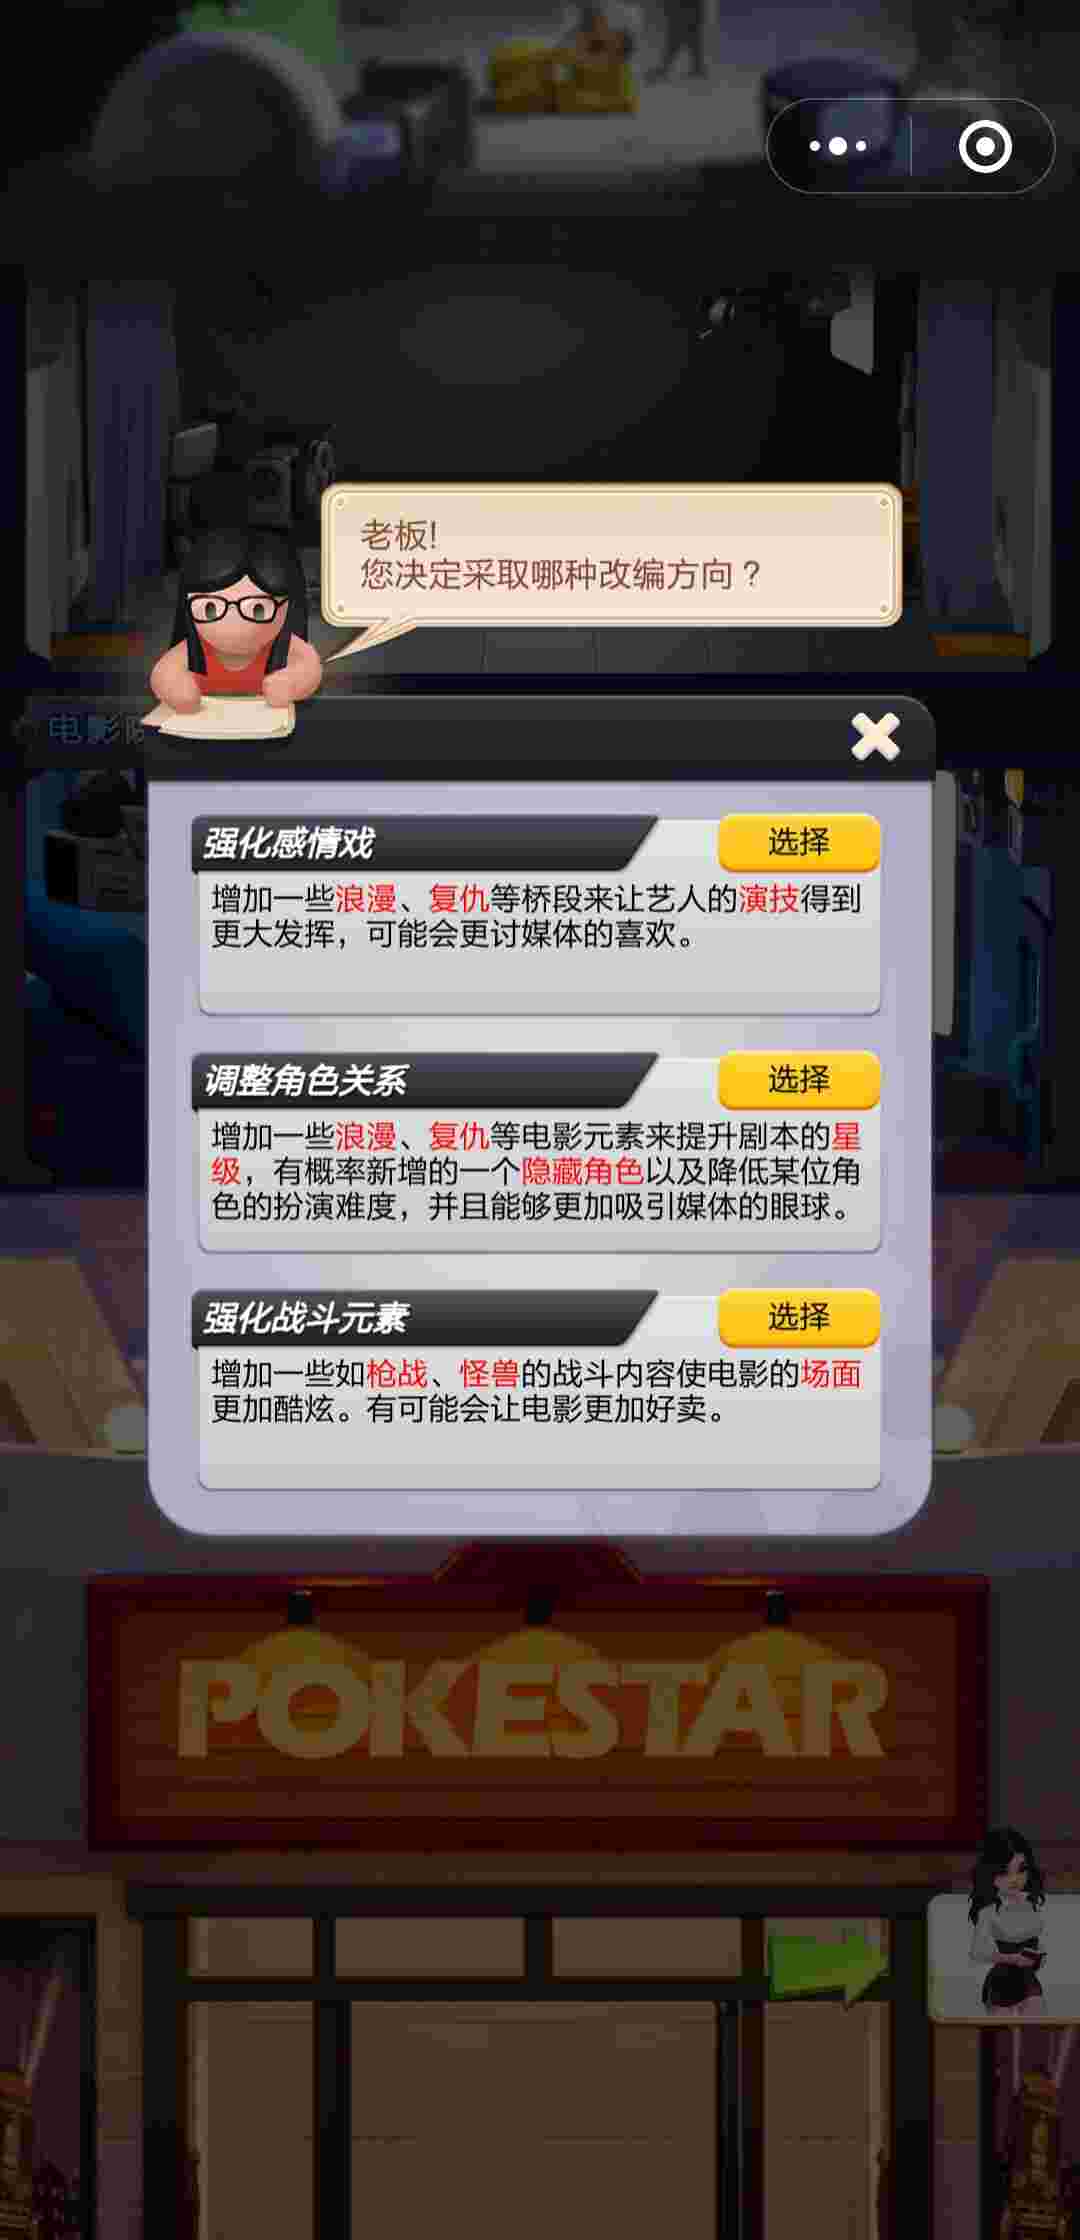 老板!
您决定采取哪种改编方向？
电影
强化感情戏
选择
增加一些浪漫、复仇等桥段来让艺人的演技得到
更大发挥，可能会更讨媒体的喜欢。
调整角色关系
选择
增加一些浪漫、复仇等电影元素来提升剧本的星
级，有概率新增的一个隐藏角色以及降低某位角
色的扮演难度，并且能够更加吸引媒体的眼球。
强化战斗元素
选择
增加一些如枪战、怪兽的战斗内容使电影的场面
更加酷炫。有可能会让电影更加好卖。
POKESTAR